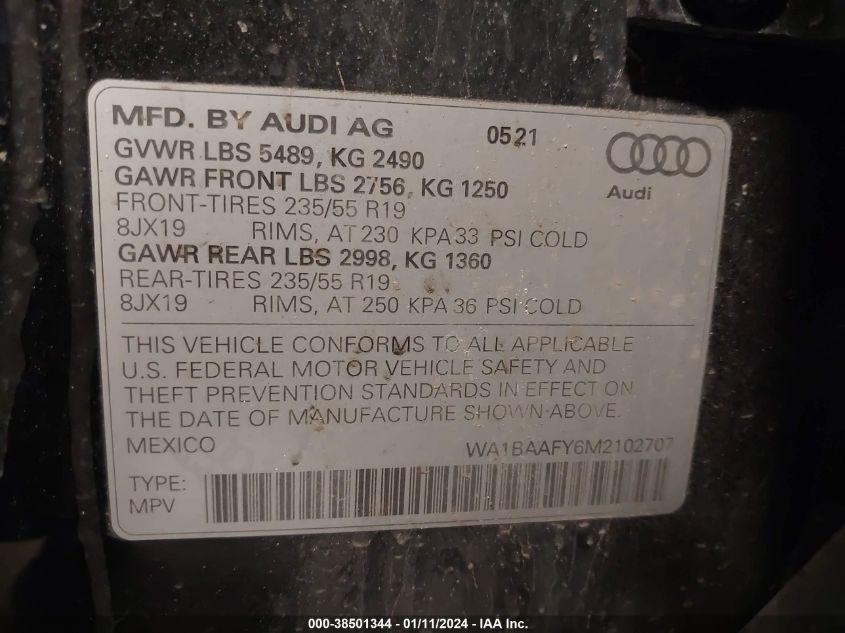 MFD. BY AUDI AG 0521
GVWR LBS 5489, KG 2490
GAWR FRONT LBS 2756, KG 1250
Audi
FRONT-TIRES 235/55 R19
8JX19 RIMS, AT 230 KPA 33 PSI COLD
GAWR REAR LBS 2998, KG 1360
REAR-TIRES 235/55 R19
8JX19 RIMS, AT 250 KPA 36 PSI COLD
THIS VEHICLE CONFORMS TO ALL APPLICABLE
U.S. FEDERAL MOTOR VEHICLE SAFETY AND
THEFT PREVENTION STANDARDS IN EFFECT ON
THE DATE OF MANUFACTURE SHOWN ABOVE.
MEXICO WA1BAAFY6M2102707
TYPE:
MPV
000-38501344 - 01/11/2024 - IAA Inc.